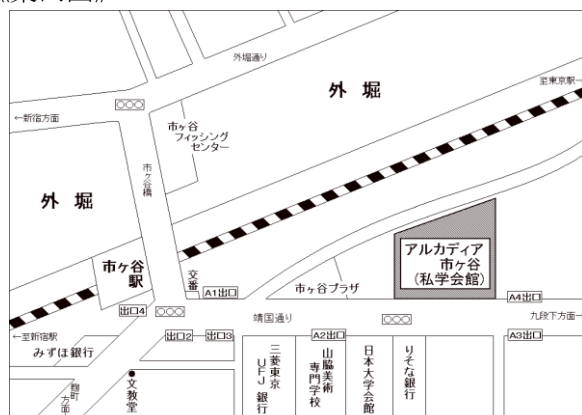 外堀通り
外 堀
至東京駅→
←新宿方面
市ヶ谷
フィッシング
センター
市ヶ谷橋
外 堀
市ヶ谷
駅
交番
A1出口
市ヶ谷プラザ
アルカディア
市ヶ谷
(私学会館)
A4出口
出口4
靖国通り
九段下方面→
←至新宿駅
みずほ銀行
出口2
出口3
A2出口
A3出口
麹町
方面
文教堂
三菱東京
UFJ銀行
山脇美術
専門学校
日本大学会館
りそな銀行